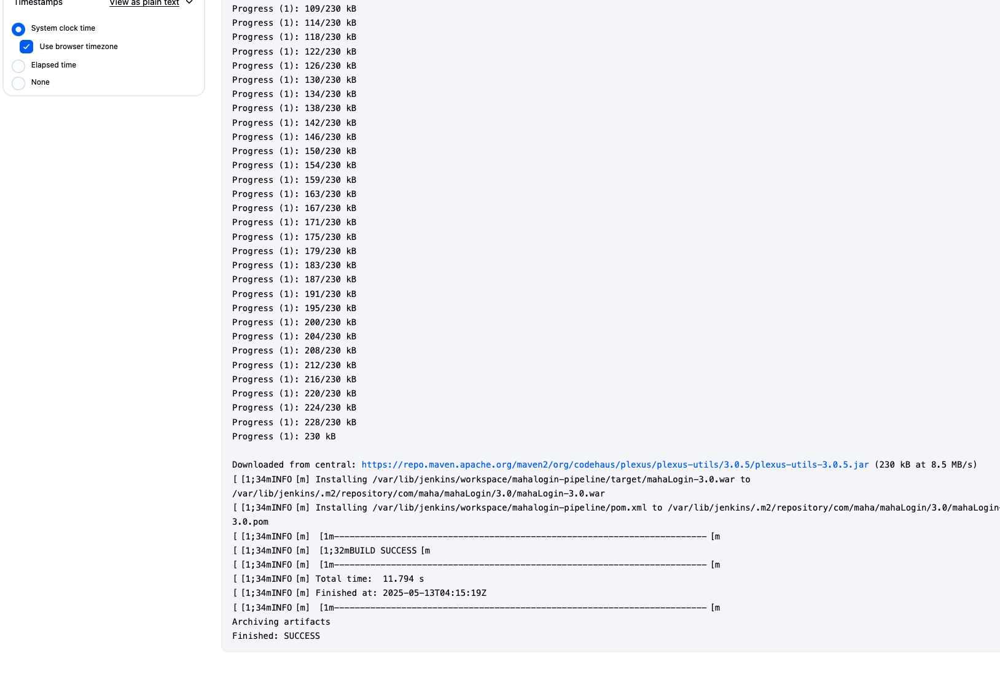 Timestamps
View as plain text
System clock time
Use browser timezone
Elapsed time
None
Progress (1): 109/230 kB
Progress (1): 114/230 kB
Progress (1): 118/230 kB
Progress (1): 122/230 kB
Progress (1): 126/230 kB
Progress (1): 130/230 kB
Progress (1): 134/230 kB
Progress (1): 138/230 kB
Progress (1): 142/230 kB
Progress (1): 146/230 kB
Progress (1): 150/230 kB
Progress (1): 154/230 kB
Progress (1): 159/230 kB
Progress (1): 163/230 kB
Progress (1): 167/230 kB
Progress (1): 171/230 kB
Progress (1): 175/230 kB
Progress (1): 179/230 kB
Progress (1): 183/230 kB
Progress (1): 187/230 kB
Progress (1): 191/230 kB
Progress (1): 195/230 kB
Progress (1): 200/230 kB
Progress (1): 204/230 kB
Progress (1): 208/230 kB
Progress (1): 212/230 kB
Progress (1): 216/230 kB
Progress (1): 220/230 kB
Progress (1): 224/230 kB
Progress (1): 228/230 kB
Progress (1): 230 kB
Downloaded from central: https://repo.maven.apache.org/maven2/org/codehaus/plexus/plexus-utils/3.0.5/plexus-utils-3.0.5.jar (230 kB at 8.5 MB/s)
[ [1;34mINFO [m] Installing /var/lib/jenkins/workspace/mahalogin-pipeline/target/mahaLogin-3.0.war to
/var/lib/jenkins/.m2/repository/com/maha/mahaLogin/3.0/mahaLogin-3.0.war
[ [1;34mINFO [m] Installing /var/lib/jenkins/workspace/mahalogin-pipeline/pom.xml to /var/lib/jenkins/.m2/repository/com/maha/mahaLogin/3.0/mahaLogin-
3.0.pom
[ [1;34mINFO [m]  [1m------------------------------------------------------------------------ [m
[ [1;34mINFO [m]  [1;32mBUILD SUCCESS [m
[ [1;34mINFO [m]  [1m------------------------------------------------------------------------ [m
[ [1;34mINFO [m] Total time:  11.794 s
[ [1;34mINFO [m] Finished at: 2025-05-13T04:15:19Z
[ [1;34mINFO [m]  [1m------------------------------------------------------------------------ [m
Archiving artifacts
Finished: SUCCESS